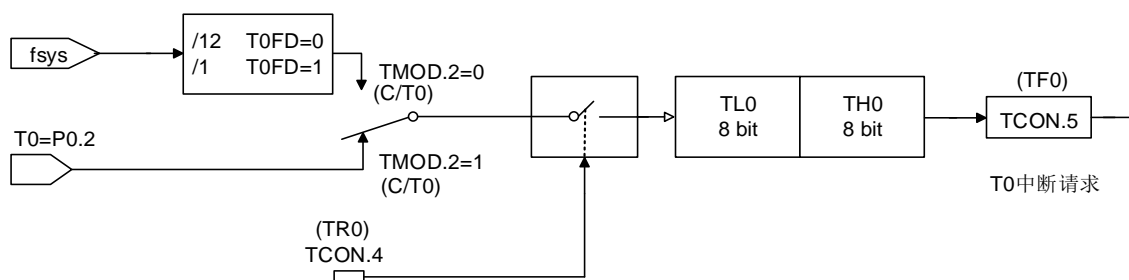 fsys
/12 T0FD=0
/1 T0FD=1
TMOD.2=0
(C/T0)
T0=P0.2
TMOD.2=1
(C/T0)
(TR0)
TCON.4
TL0
8 bit
TH0
8 bit
(TF0)
TCON.5
T0中断请求